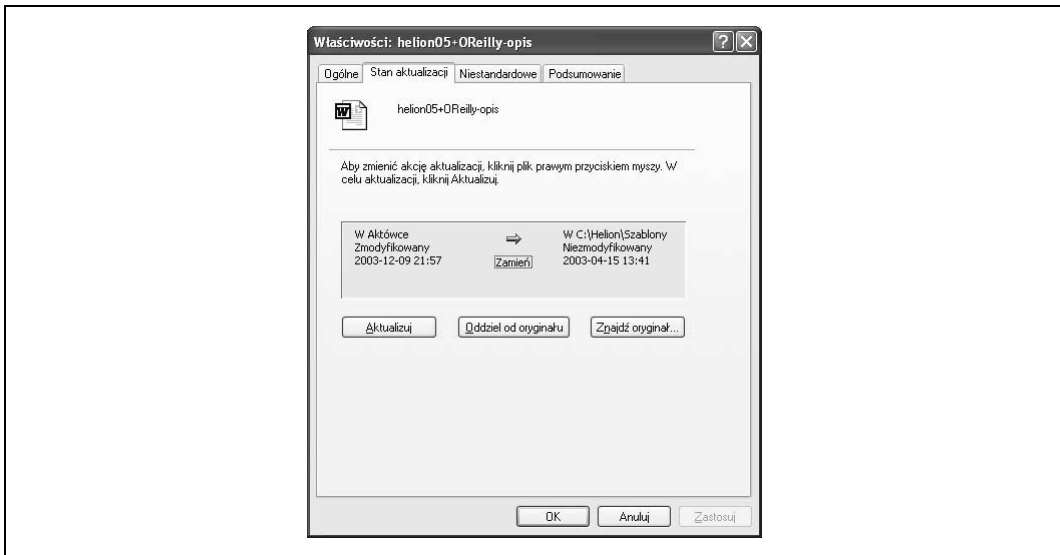 Właściwości: helion05+OReilly-opis
Ogólne Stan aktualizacji Niestandardowe Podsumowanie
helion05+OReilly-opis
Aby zmienić akcję aktualizacji, kliknij plik prawym przyciskiem myszy. W
celu aktualizacji, kliknij Aktualizuj.
W Aktówce
Zmodyfikowany
2003-12-09 21:57
Zamień
W C:\Helion\Szablony
Niezmodyfikowany
2003-04-15 13:41
Aktualizuj Oddziel od oryginału Znajdź oryginał...
OK Anuluj Zastosuj